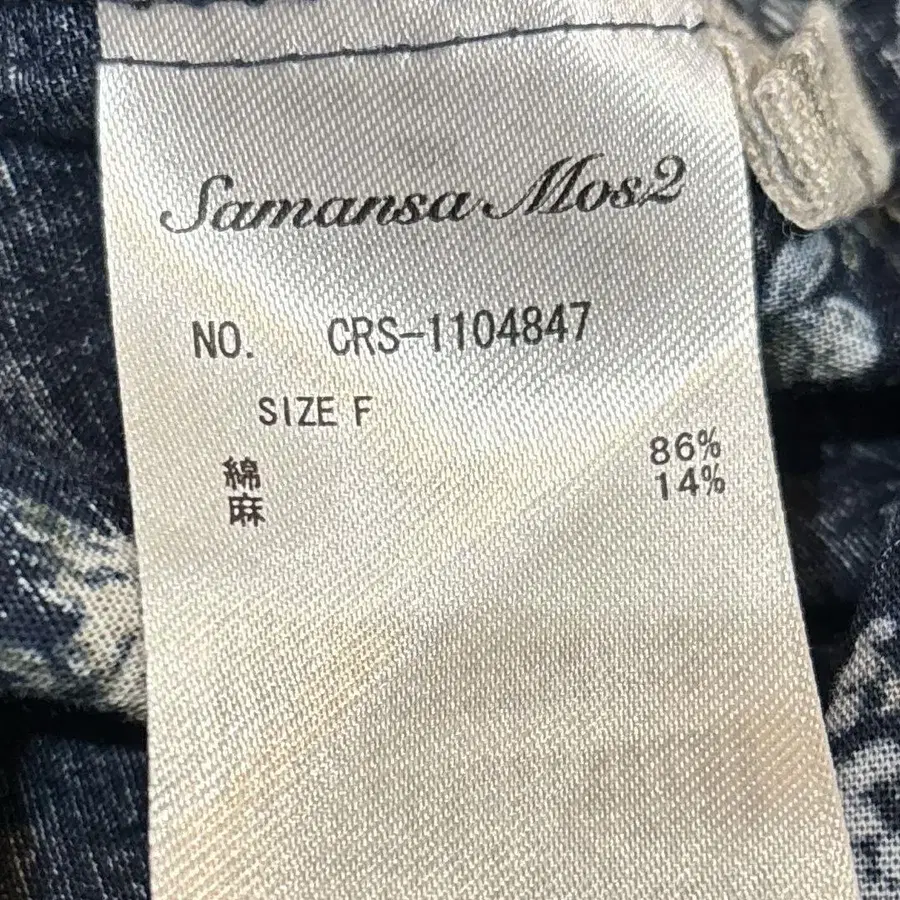 Samansa Mos2
NO. CRS-1104847
SIZE F
綿 86%
麻 14%